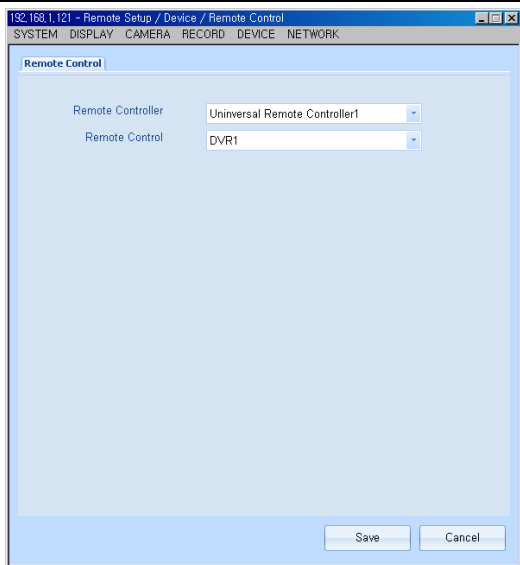 192,168,1,121 - Remote Setup / Device / Remote Control
SYSTEM DISPLAY CAMERA RECORD DEVICE NETWORK
Remote Control
Remote Controller Uninversal Remote Controller1
Remote Control DVR1
Save Cancel